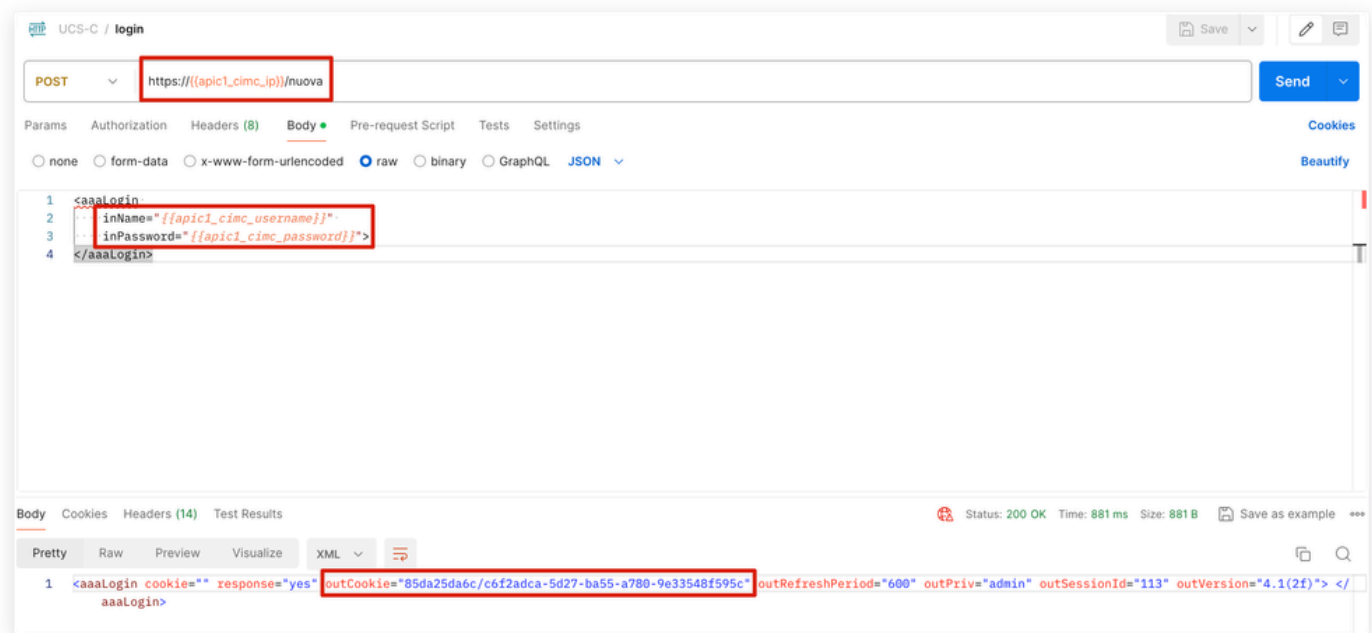 HTTP UCS-C / login Save
POST https://{{apic1_cimc_ip}}/nuova Send
Params Authorization Headers (8) Body Pre-request Script Tests Settings Cookies
none form-data x-www-form-urlencoded raw binary GraphQL JSON Beautify
1 <aaaLogin
2 inName="{{apic1_cimc_username}}"
3 inPassword="{{apic1_cimc_password}}">
4 </aaaLogin>
Body Cookies Headers (14) Test Results Status: 200 OK Time: 881 ms Size: 881 B Save as example
Pretty Raw Preview Visualize XML
1 <aaaLogin cookie="" response="yes" outCookie="85da25da6c/c6f2adca-5d27-ba55-a780-9e33548f595c" outRefreshPeriod="600" outPriv="admin" outSessionId="113" outVersion="4.1(2f)"> </
aaaLogin>